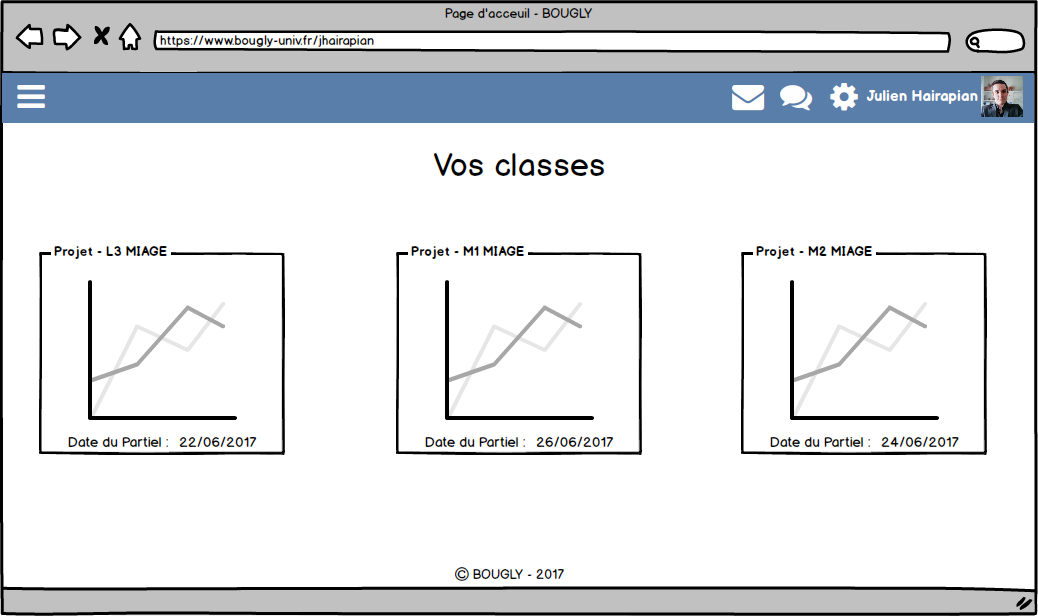 Page d'acceuil - BOUGLY
https://www.bougly-univ.fr/jhairapian
Julien Hairapian
Vos classes
Projet - L3 MIAGE
Date du Partiel : 22/06/2017
Projet - M1 MIAGE
Date du Partiel : 26/06/2017
Projet - M2 MIAGE
Date du Partiel : 24/06/2017
© BOUGLY - 2017